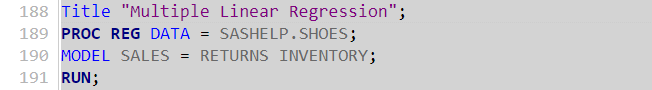 188 Title "Multiple Linear Regression";
189 PROC REG DATA = SASHELP.SHOES;
190 MODEL SALES = RETURNS INVENTORY;
191 RUN;